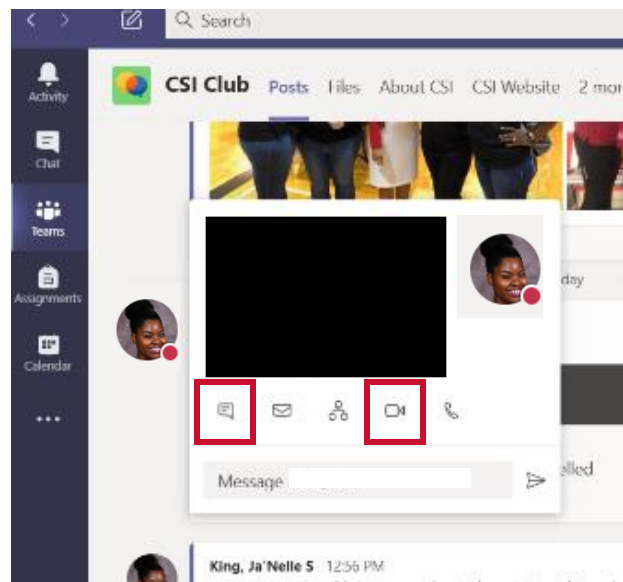 Search
Activity
Chat
Teams
Assignments
Calendar
CSI Club Posts Files About CSI CSI Website 2 mor
day
Message
elled
King, Ja'Nelle S 12:56 PM